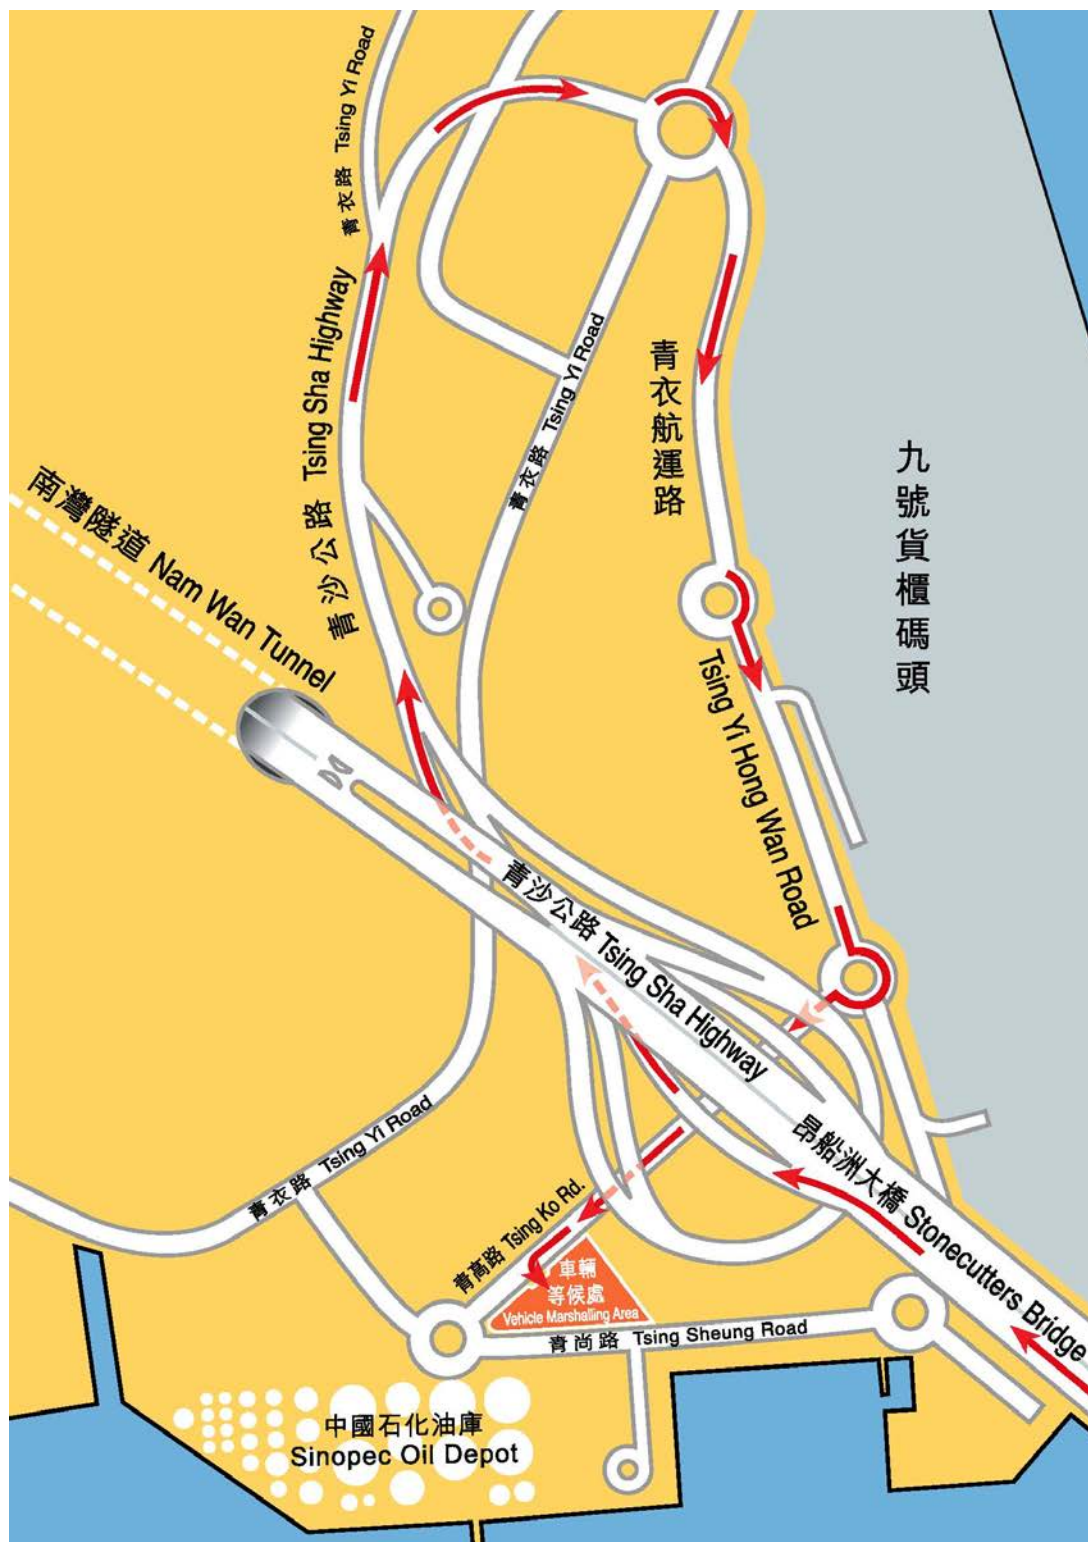 青衣路 Tsing Yi Road
青沙公路 Tsing Sha Highway
青衣路 Tsing Yi Road
青衣航運路
九號貨櫃碼頭
南灣隧道 Nam Wan Tunnel
Tsing Yi Hong Wan Road
青沙公路 Tsing Sha Highway
昂船洲大橋 Stonecutters Bridge
青衣路 Tsing Yi Road
青高路 Tsing Ko Rd.
車輛
等候處
Vehicle Marshalling Area
青尚路 Tsing Sheung Road
中國石化油庫
Sinopec Oil Depot